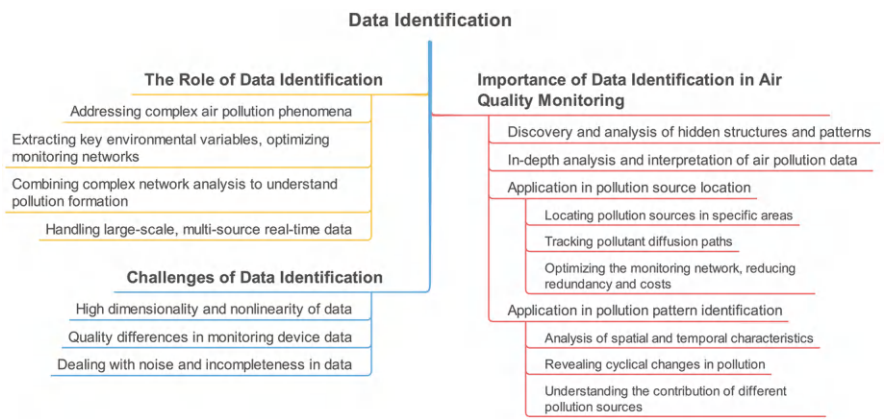 Data Identification
The Role of Data Identification
Addressing complex air pollution phenomena
Extracting key environmental variables, optimizing
monitoring networks
Combining complex network analysis to understand
pollution formation
Handling large-scale, multi-source real-time data
Challenges of Data Identification
High dimensionality and nonlinearity of data
Quality differences in monitoring device data
Dealing with noise and incompleteness in data
Importance of Data Identification in Air
Quality Monitoring
Discovery and analysis of hidden structures and patterns
In-depth analysis and interpretation of air pollution data
Application in pollution source location
Locating pollution sources in specific areas
Tracking pollutant diffusion paths
Optimizing the monitoring network, reducing
redundancy and costs
Application in pollution pattern identification
Analysis of spatial and temporal characteristics
Revealing cyclical changes in pollution
Understanding the contribution of different
pollution sources